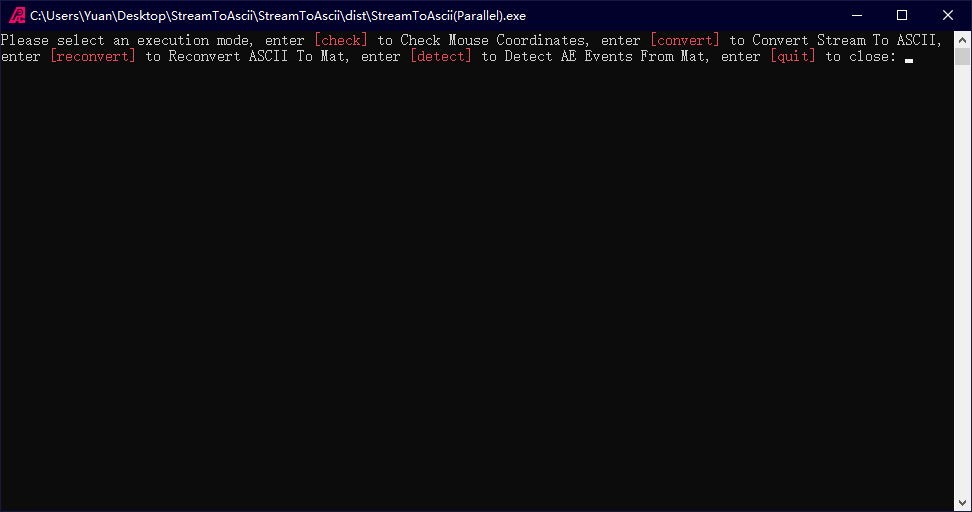 C:\Users\Yuan\Desktop\StreamToAscii\StreamToAscii\dist\StreamToAscii(Parallel).exe
Please select an execution mode, enter [check] to Check Mouse Coordinates, enter [convert] to Convert Stream To ASCII,
enter [reconvert] to Reconvert ASCII To Mat, enter [detect] to Detect AE Events From Mat, enter [quit] to close: